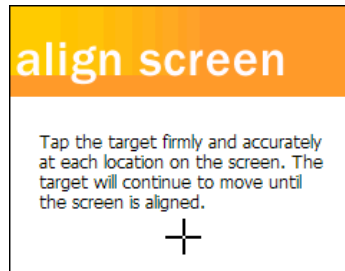 align screen
Tap the target firmly and accurately
at each location on the screen. The
target will continue to move until
the screen is aligned.